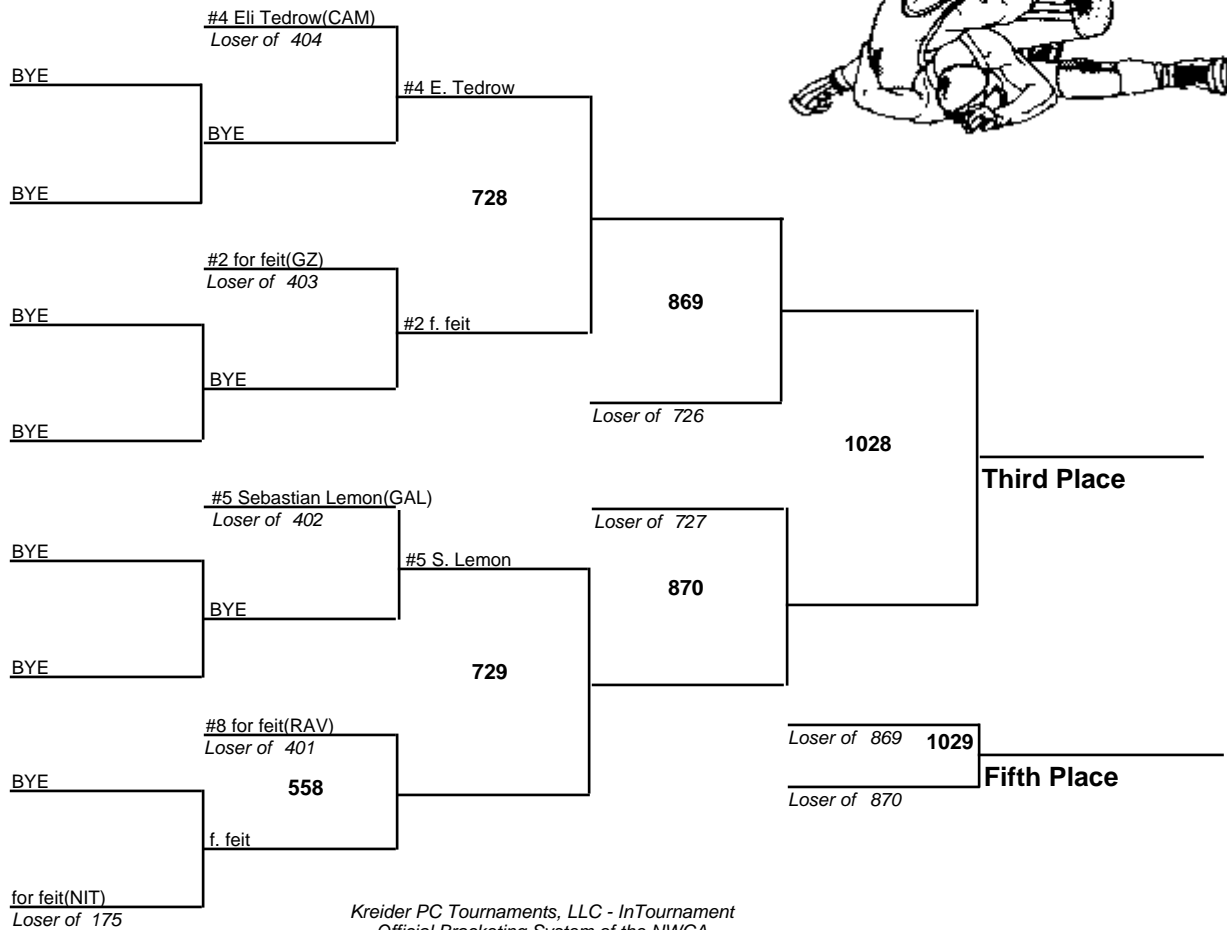 #4 Eli Tedrow(CAM)
Loser of 404
BYE
#4 E. Tedrow
BYE
BYE
728
#2 for feit(GZ)
Loser of 403
869
BYE
#2 f. feit
BYE
Loser of 726
BYE
1028
Third Place
#5 Sebastian Lemon(GAL)
Loser of 402
Loser of 727
BYE
#5 S. Lemon
870
BYE
BYE
729
#8 for feit(RAV)
Loser of 401
Loser of 869
1029
BYE
558
Fifth Place
Loser of 870
f. feit
for feit(NIT)
Loser of 175
Kreider PC Tournaments, LLC - InTournament
Official Bracketing System of the NWCA